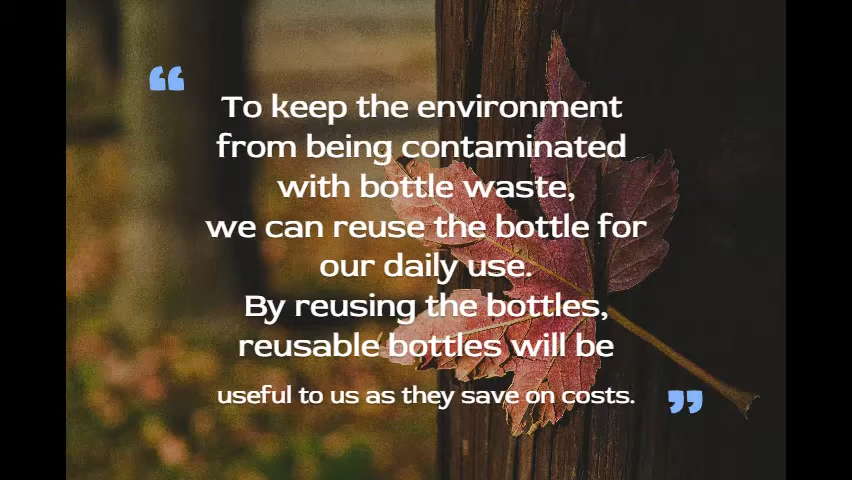 “
To keep the environment
from being contaminated
with bottle waste,
we can reuse the bottle for
our daily use.
By reusing the bottles,
reusable bottles will be
useful to us as they save on costs.
”